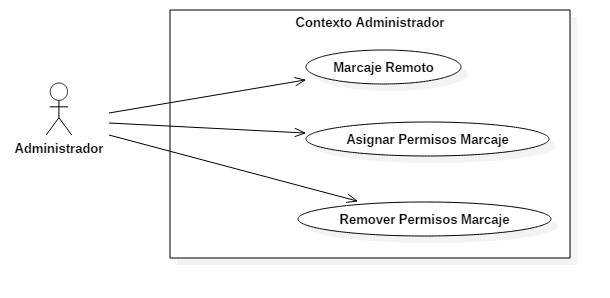 Contexto Administrador
Marcaje Remoto
Asignar Permisos Marcaje
Administrador
Remover Permisos Marcaje